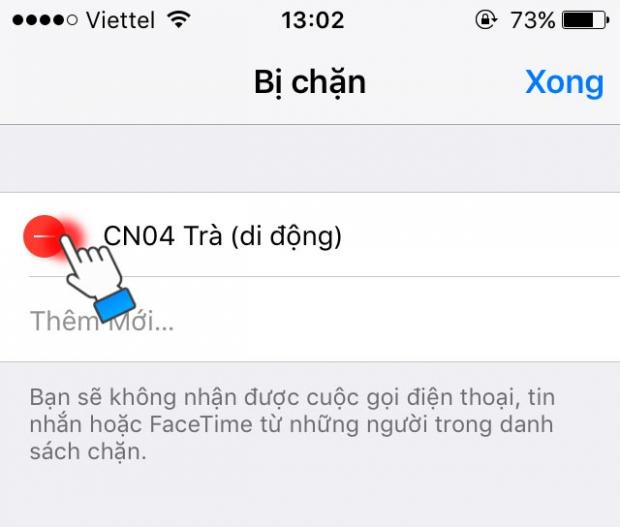 Viettel 13:02 73%
Bị chặn Xong
CN04 Trà (di động)
Thêm Mới...
Bạn sẽ không nhận được cuộc gọi điện thoại, tin
nhắn hoặc FaceTime từ những người trong danh
sách chặn.